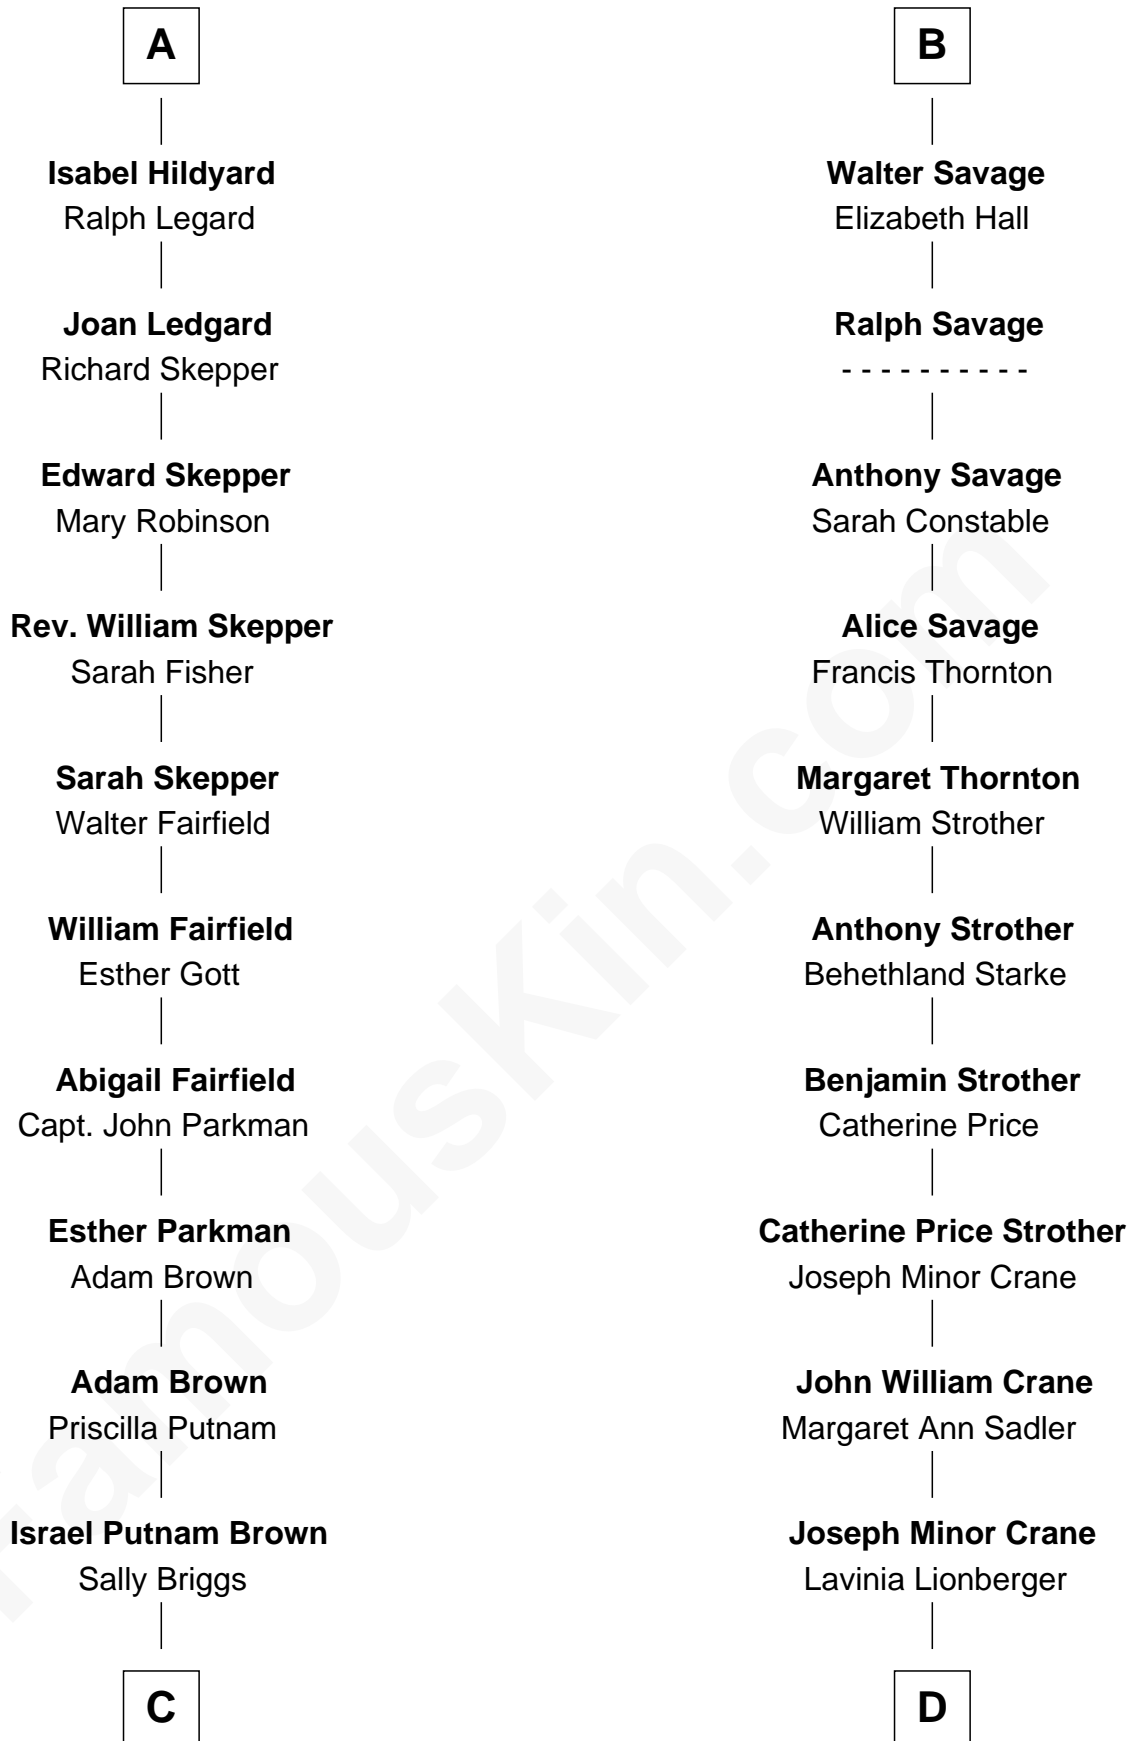 A
Isabel Hildyard
Ralph Legard
Joan Ledgard
Richard Skepper
Edward Skepper
Mary Robinson
Rev. William Skepper
Sarah Fisher
Sarah Skepper
Walter Fairfield
William Fairfield
Esther Gott
Abigail Fairfield
Capt. John Parkman
Esther Parkman
Adam Brown
Adam Brown
Priscilla Putnam
Israel Putnam Brown
Sally Briggs
C
B
Walter Savage
Elizabeth Hall
Ralph Savage
- - - - - - - - - -
Anthony Savage
Sarah Constable
Alice Savage
Francis Thornton
Margaret Thornton
William Strother
Anthony Strother
Behethland Starke
Benjamin Strother
Catherine Price
Catherine Price Strother
Joseph Minor Crane
John William Crane
Margaret Ann Sadler
Joseph Minor Crane
Lavinia Lionberger
D
FamousKin.com